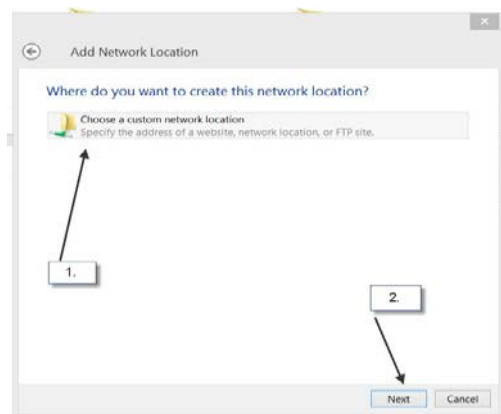 Add Network Location
Where do you want to create this network location?
Choose a custom network location
Specify the address of a website, network location, or FTP site.
1.
2.
Next Cancel